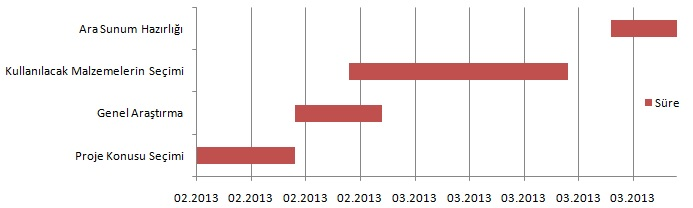 Ara Sunum Hazırlığı
Kullanılacak Malzemelerin Seçimi
Genel Araştırma
Proje Konusu Seçimi
Süre
02.2013 02.2013 02.2013 02.2013 03.2013 03.2013 03.2013 03.2013 03.2013